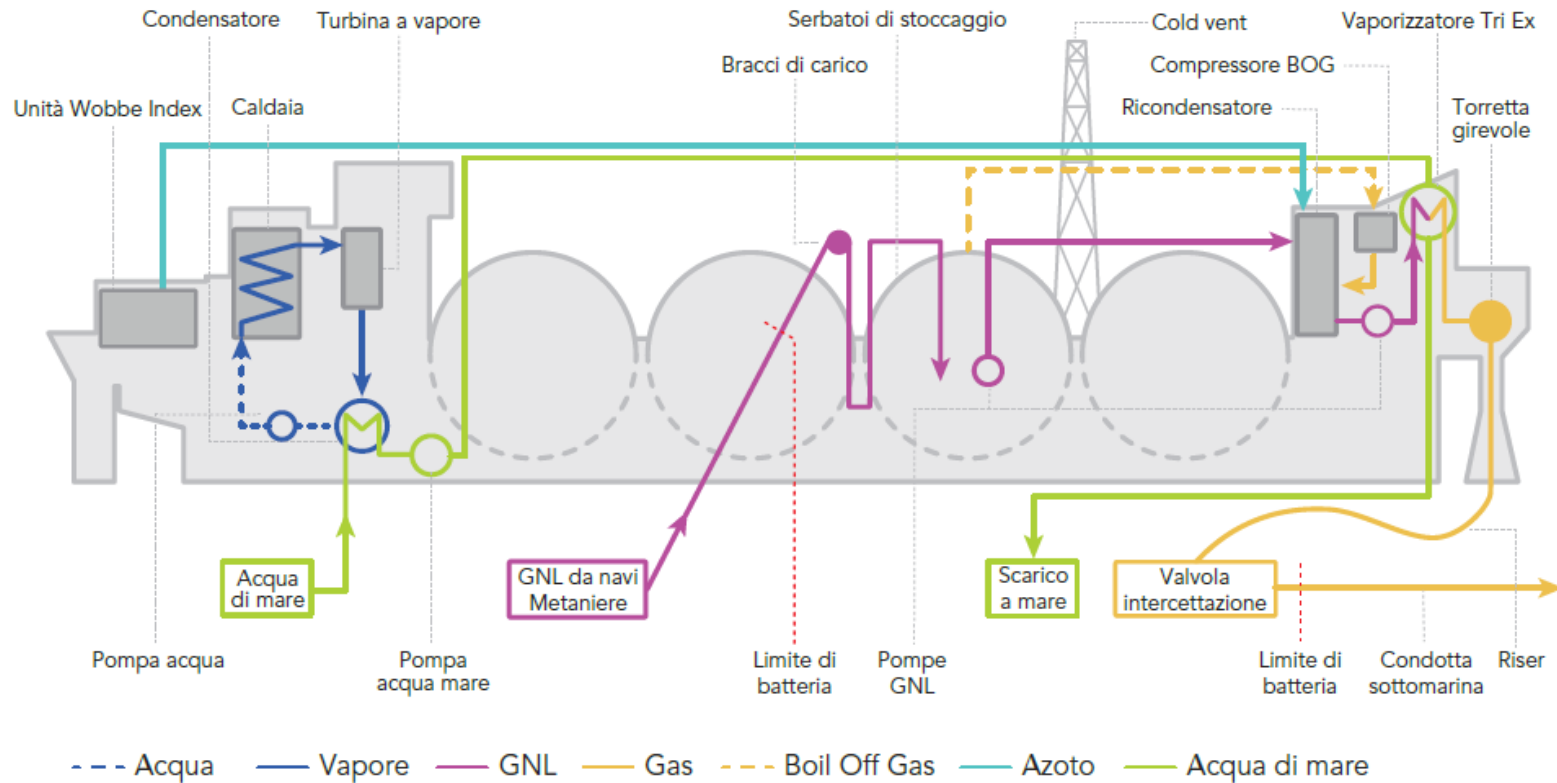 Condensatore
Turbina a vapore
Serbatoi di stoccaggio
Cold vent
Vaporizzatore Tri Ex
Bracci di carico
Compressore BOG
Unità Wobbe Index
Caldaia
Ricondensatore
Torretta
girevole
Acqua
di mare
GNL da navi
Metaniere
Scarico
a mare
Valvola
intercettazione
Pompa acqua
Pompa
acqua mare
Limite di
batteria
Pompe
GNL
Limite di
batteria
Condotta
sottomarina
Riser
Acqua
Vapore
GNL
Gas
Boil Off Gas
Azoto
Acqua di mare